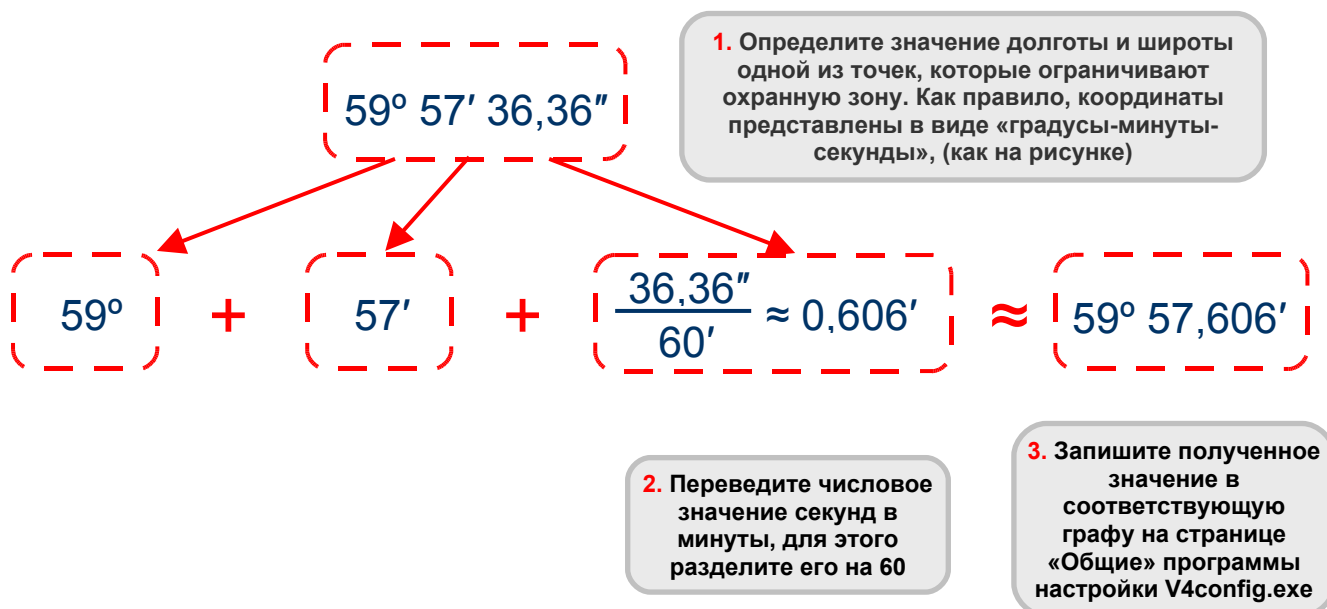 1. Определите значение долготы и широты
одной из точек, которые ограничивают
охранную зону. Как правило, координаты
представлены в виде «градусы-минуты-
секунды», (как на рисунке)
59º 57′ 36,36″
59º + 57′ + 36,36″ ≈ 0,606′ ≈ 59º 57,606′
60′
2. Переведите числовое
значение секунд в
минуты, для этого
разделите его на 60
3. Запишите полученное
значение в
соответствующую
графу на странице
«Общие» программы
настройки V4config.exe